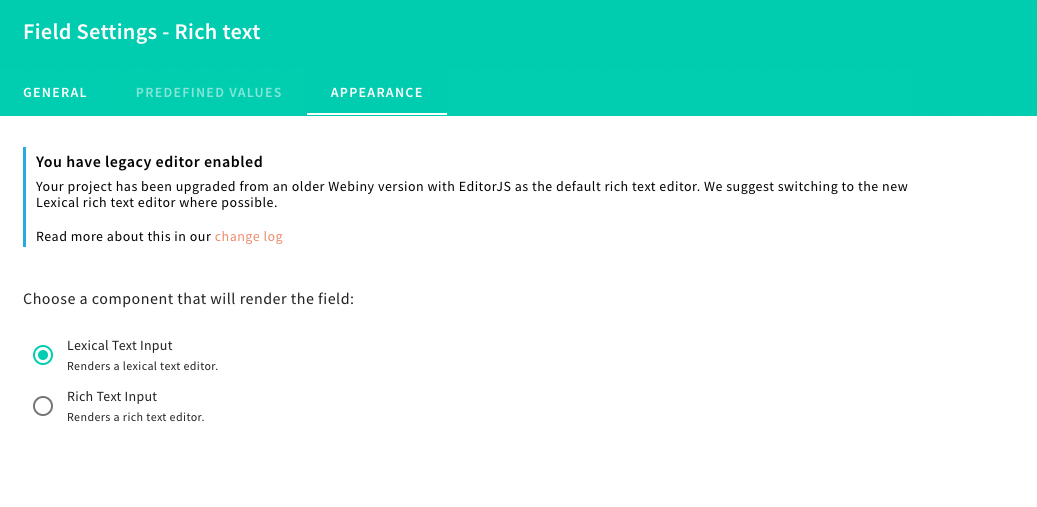 Field Settings - Rich text
GENERAL PREDEFINED VALUES APPEARANCE
You have legacy editor enabled
Your project has been upgraded from an older Webiny version with EditorJS as the default rich text editor. We suggest switching to the new
Lexical rich text editor where possible.
Read more about this in our change log
Choose a component that will render the field:
Lexical Text Input
Renders a lexical text editor.
Rich Text Input
Renders a rich text editor.